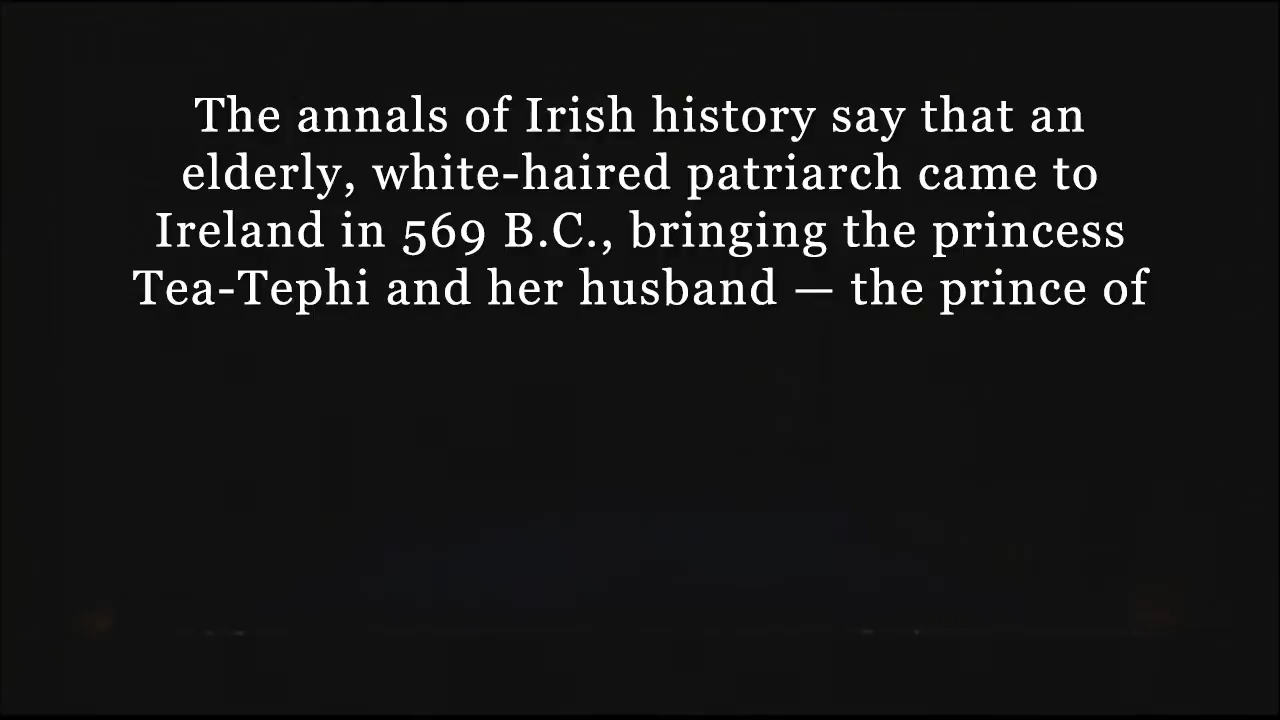 The annals of Irish history say that an
elderly, white-haired patriarch came to
Ireland in 569 B.C., bringing the princess
Tea-Tephi and her husband — the prince of